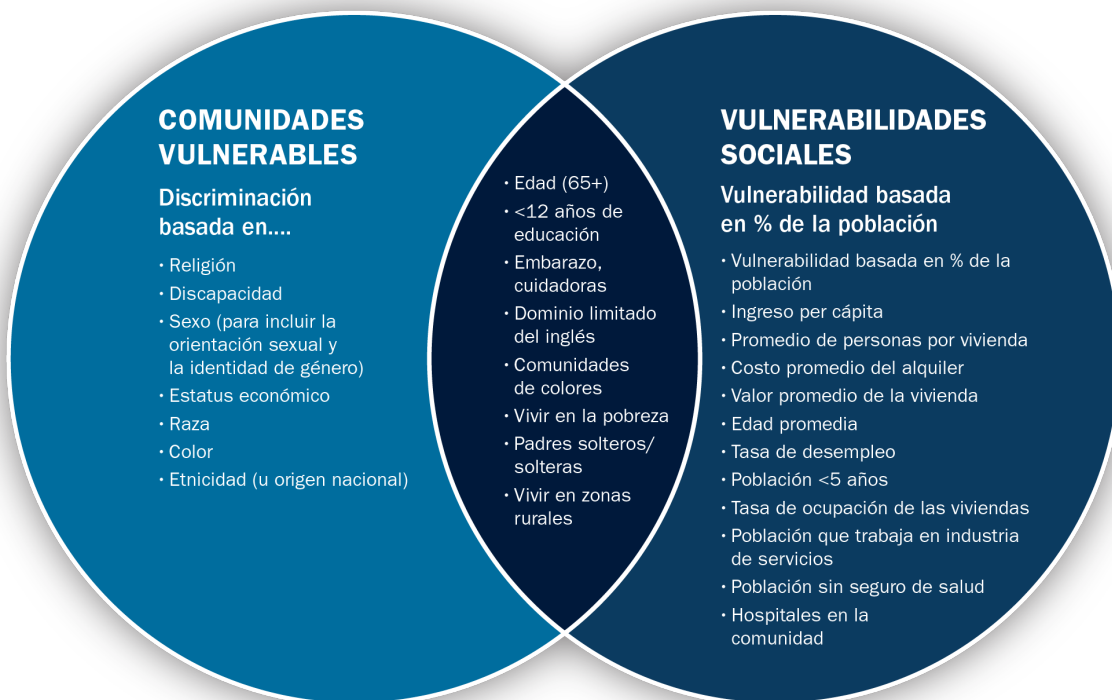 COMUNIDADES
VULNERABLES
Discriminación
basada en....
· Religión
· Discapacidad
· Sexo (para incluir la
orientación sexual y
la identidad de género)
· Estatus económico
· Raza
· Color
· Etnicidad (u origen nacional)
· Edad (65+)
· <12 años de
educación
· Embarazo,
cuidadoras
· Dominio limitado
del inglés
· Comunidades
de colores
· Vivir en la pobreza
· Padres solteros/
solteras
· Vivir en zonas
rurales
VULNERABILIDADES
SOCIALES
Vulnerabilidad basada
en % de la población
· Vulnerabilidad basada en % de la
población
· Ingreso per cápita
· Promedio de personas por vivienda
· Costo promedio del alquiler
· Valor promedio de la vivienda
· Edad promedia
· Tasa de desempleo
· Población <5 años
· Tasa de ocupación de las viviendas
· Población que trabaja en industria
de servicios
· Población sin seguro de salud
· Hospitales en la
comunidad